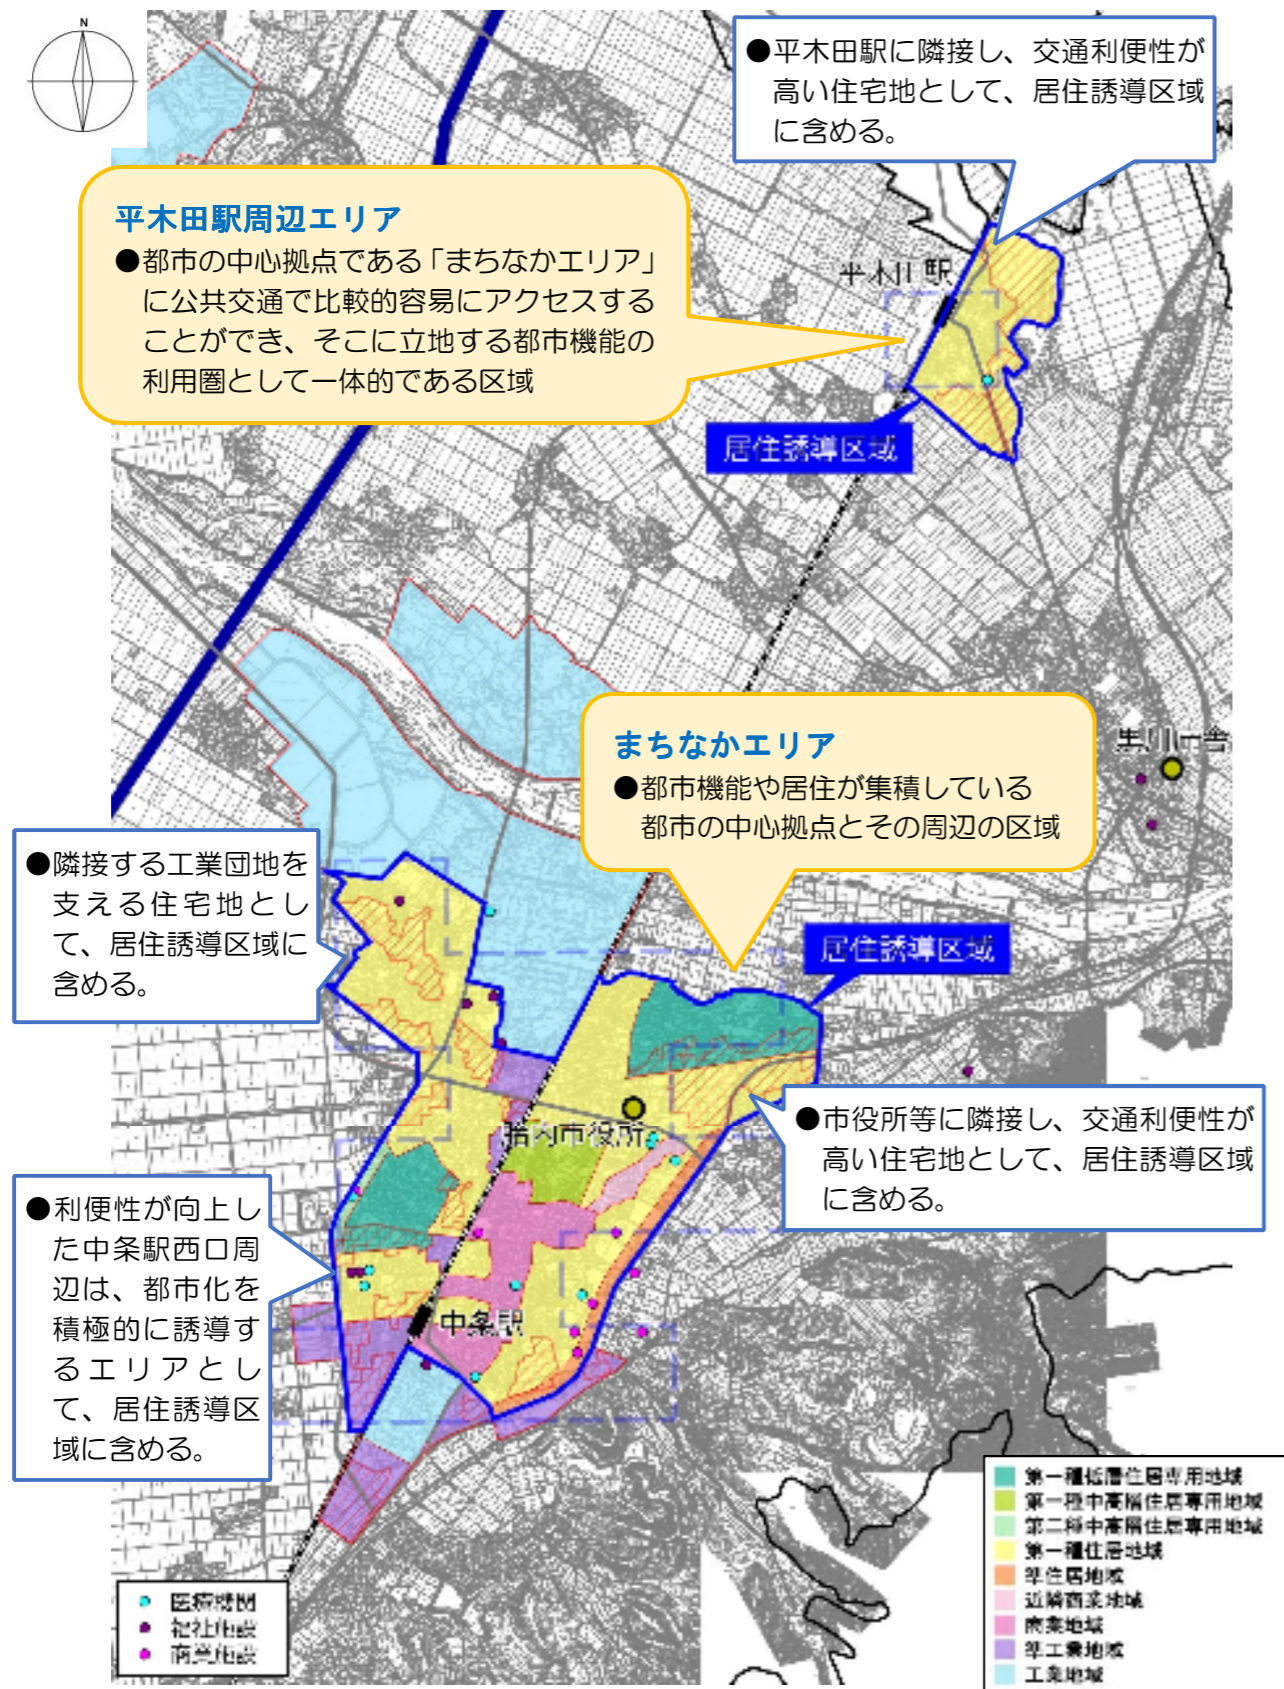 N
●平木田駅に隣接し、交通利便性が
高い住宅地として、居住誘導区域
に含める。
平木田駅周辺エリア
●都市の中心拠点である「まちなかエリア」
に公共交通で比較的容易にアクセスする
ことができ、そこに立地する都市機能の
利用圏として一体的である区域
平木田駅
居住誘導区域
まちなかエリア
●都市機能や居住が集積している
都市の中心拠点とその周辺の区域
黒川庁舎
●隣接する工業団地を
支える住宅地とし
て、居住誘導区域に
含める。
居住誘導区域
●市役所等に隣接し、交通利便性が
高い住宅地として、居住誘導区域
に含める。
胎内市役所
●利便性が向上し
た中条駅西口周
辺は、都市化を
積極的に誘導す
るエリアとし
て、居住誘導区
域に含める。
中条駅
第一種低層住居専用地域
第一種中高層住居専用地域
第二種中高層住居専用地域
第一種住居地域
準住居地域
近隣商業地域
商業地域
準工業地域
工業地域
医療機関
福祉施設
商業施設